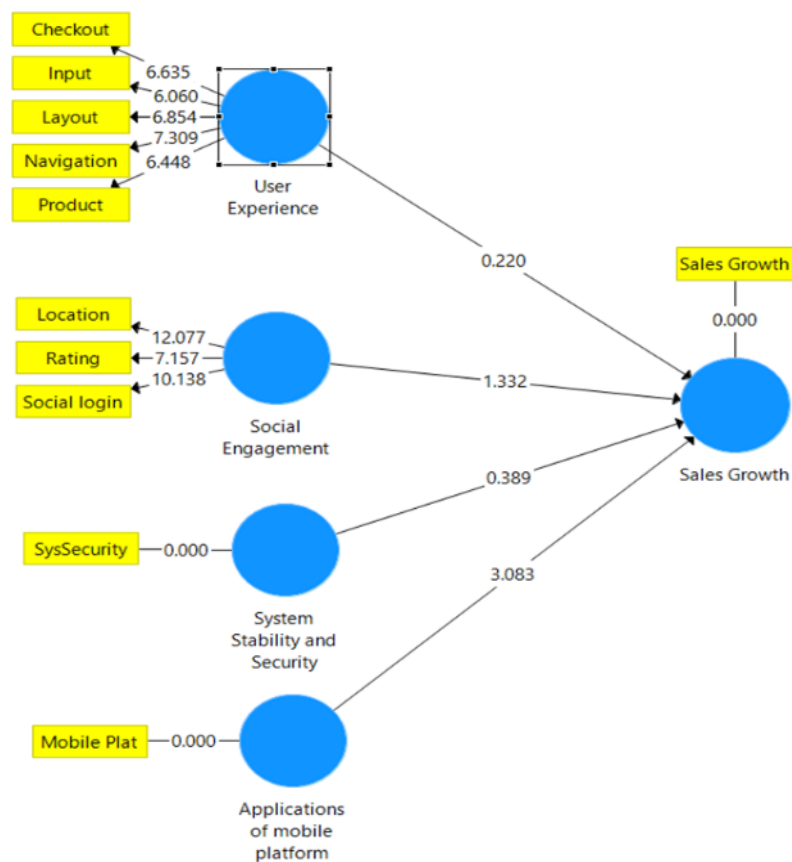 Checkout
Input
Layout
Navigation
Product
6.635
6.060
6.854
7.309
6.448
User
Experience
0.220
Sales Growth
0.000
Location
Rating
Social login
12.077
7.157
10.138
Social
Engagement
1.332
Sales Growth
0.389
SysSecurity
0.000
System
Stability and
Security
3.083
Mobile Plat
0.000
Applications
of mobile
platform